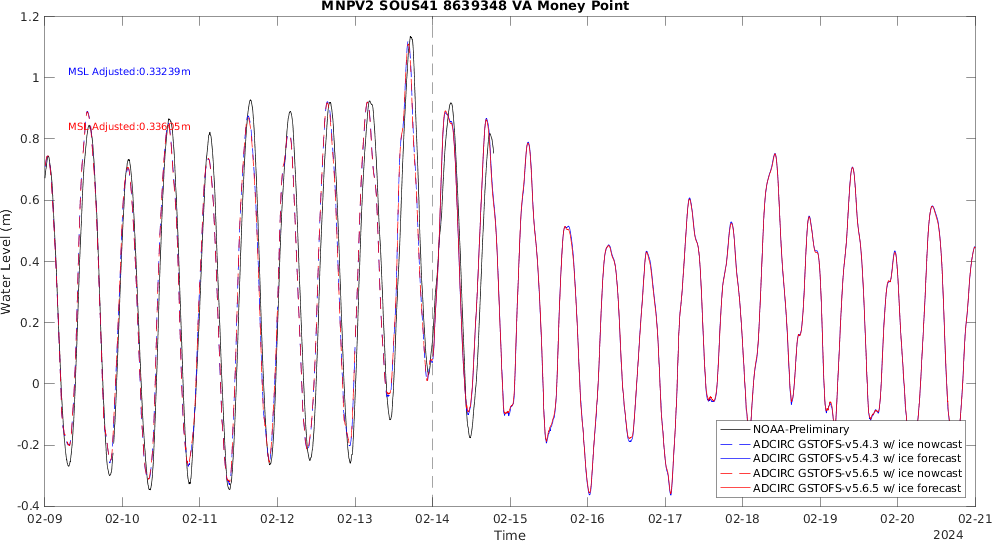 MNPV2 SOUS41 8639348 VA Money Point
1.2
1
0.8
0.6
0.4
0.2
0
-0.2
-0.4
Water Level (m)
MSL Adjusted:0.33239m
MSL Adjusted:0.33605m
NOAA-Preliminary
ADCIRC GSTOFS-v5.4.3 w/ ice nowcast
ADCIRC GSTOFS-v5.4.3 w/ ice forecast
ADCIRC GSTOFS-v5.6.5 w/ ice nowcast
ADCIRC GSTOFS-v5.6.5 w/ ice forecast
02-09 02-10 02-11 02-12 02-13 02-14 02-15 02-16 02-17 02-18 02-19 02-20 02-21
Time
2024